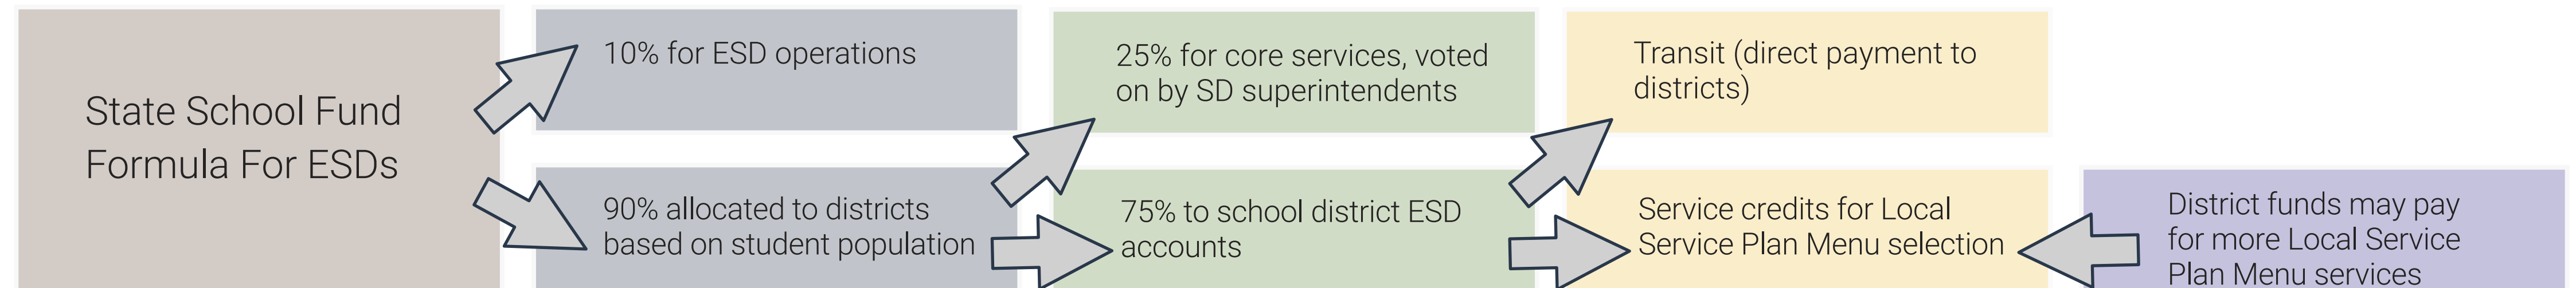 State School Fund
Formula For ESDs
10% for ESD operations
90% allocated to districts
based on student population
25% for core services, voted
on by SD superintendents
75% to school district ESD
accounts
Transit (direct payment to
districts)
Service credits for Local
Service Plan Menu selection
District funds may pay
for more Local Service
Plan Menu services